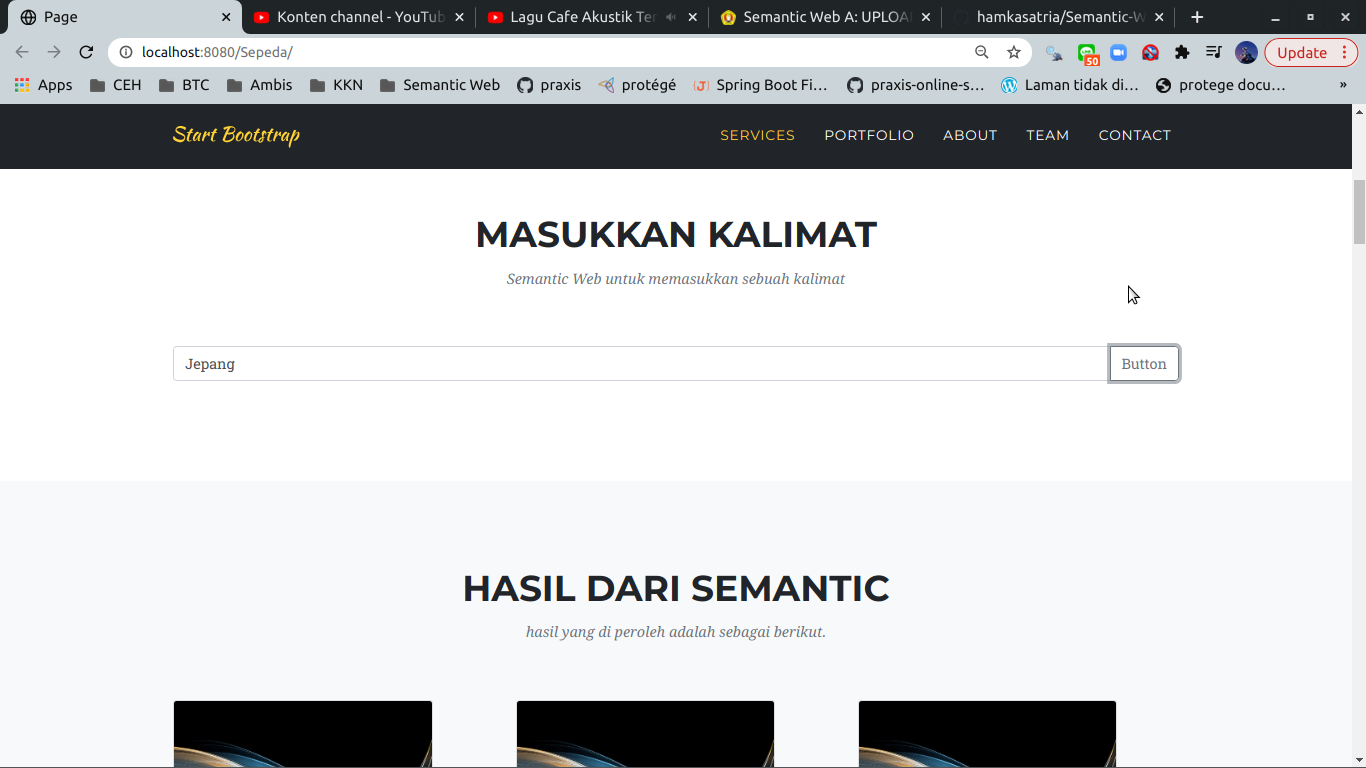 Page
Konten channel - YouTub
Lagu Cafe Akustik Ter
Semantic Web A: UPLOA
hamkasatria/Semantic-W
localhost:8080/Sepeda/
50
Update
Apps
CEH
BTC
Ambis
KKN
Semantic Web
praxis
protégé
Spring Boot Fi...
praxis-online-s...
Laman tidak di...
protege docu...
»
Start Bootstrap
SERVICES
PORTFOLIO
ABOUT
TEAM
CONTACT
MASUKKAN KALIMAT
Semantic Web untuk memasukkan sebuah kalimat
Jepang
Button
HASIL DARI SEMANTIC
hasil yang di peroleh adalah sebagai berikut.